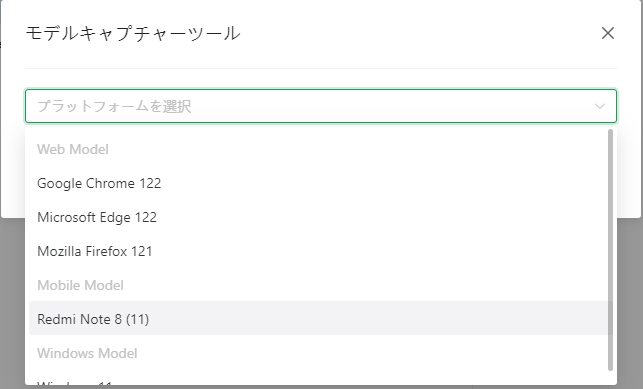 モデルキャプチャーツール
プラットフォームを選択
Web Model
Google Chrome 122
Microsoft Edge 122
Mozilla Firefox 121
Mobile Model
Redmi Note 8 (11)
Windows Model
Windows 11